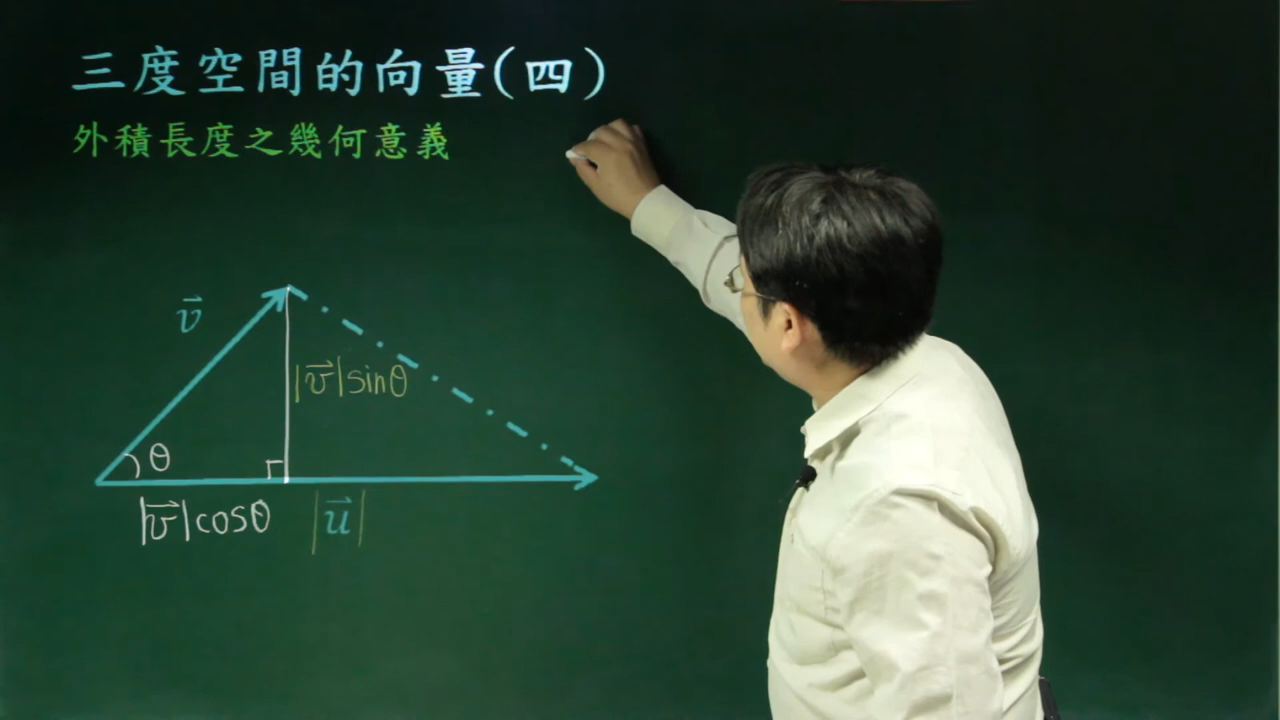 三度空間的向量(四)
外積長度之幾何意義
v⃗
|v⃗|sinθ
θ
|v⃗|cosθ
|u⃗|